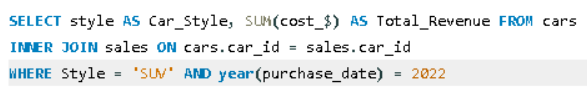 SELECT style AS Car_Style, SUM(cost_$) AS Total_Revenue FROM cars
INNER JOIN sales ON cars.car_id = sales.car_id
WHERE Style = 'SUV' AND year(purchase_date) = 2022